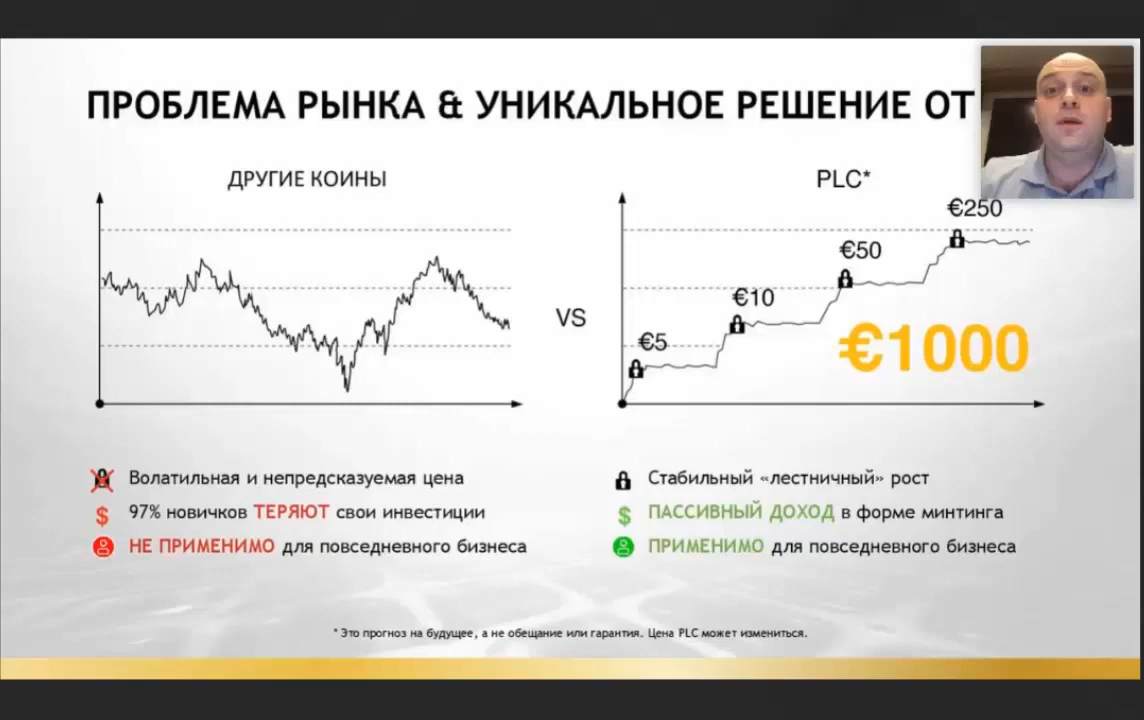 ПРОБЛЕМА РЫНКА & УНИКАЛЬНОЕ РЕШЕНИЕ ОТ
ДРУГИЕ КОИНЫ
VS
PLC*
€5
€10
€50
€250
€1000
Волатильная и непредсказуемая цена
$ 97% новичков ТЕРЯЮТ свои инвестиции
НЕ ПРИМЕНИМО для повседневного бизнеса
Стабильный «лестничный» рост
$ ПАССИВНЫЙ ДОХОД в форме минтинга
ПРИМЕНИМО для повседневного бизнеса
* Это прогноз на будущее, а не обещание или гарантия. Цена PLC может измениться.